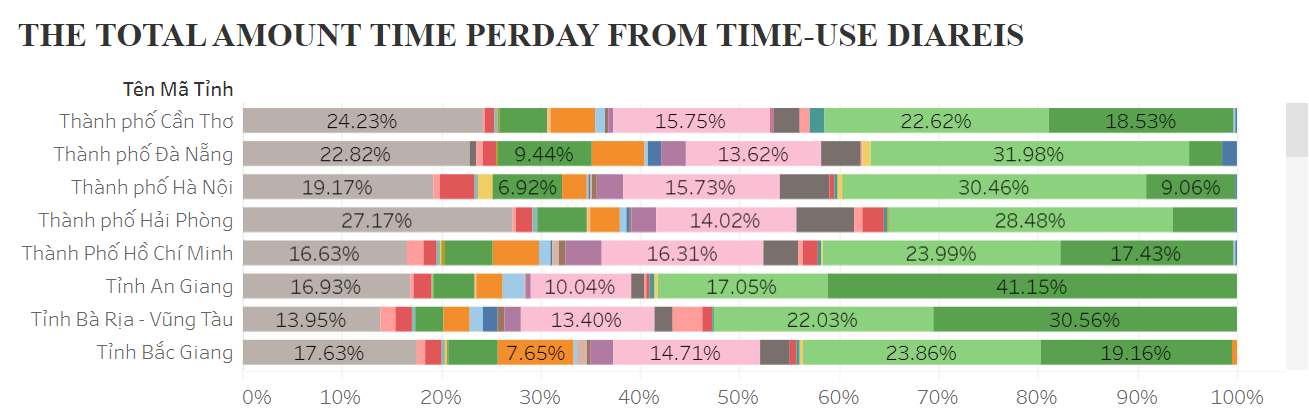 THE TOTAL AMOUNT TIME PERDAY FROM TIME-USE DIAREIS
Tên Mã Tỉnh
Thành phố Cần Thơ 24.23% 15.75% 22.62% 18.53%
Thành phố Đà Nẵng 22.82% 9.44% 13.62% 31.98%
Thành phố Hà Nội 19.17% 6.92% 15.73% 30.46% 9.06%
Thành phố Hải Phòng 27.17% 14.02% 28.48%
Thành Phố Hồ Chí Minh 16.63% 16.31% 23.99% 17.43%
Tỉnh An Giang 16.93% 10.04% 17.05% 41.15%
Tỉnh Bà Rịa - Vũng Tàu 13.95% 13.40% 22.03% 30.56%
Tỉnh Bắc Giang 17.63% 7.65% 14.71% 23.86% 19.16%
0% 10% 20% 30% 40% 50% 60% 70% 80% 90% 100%